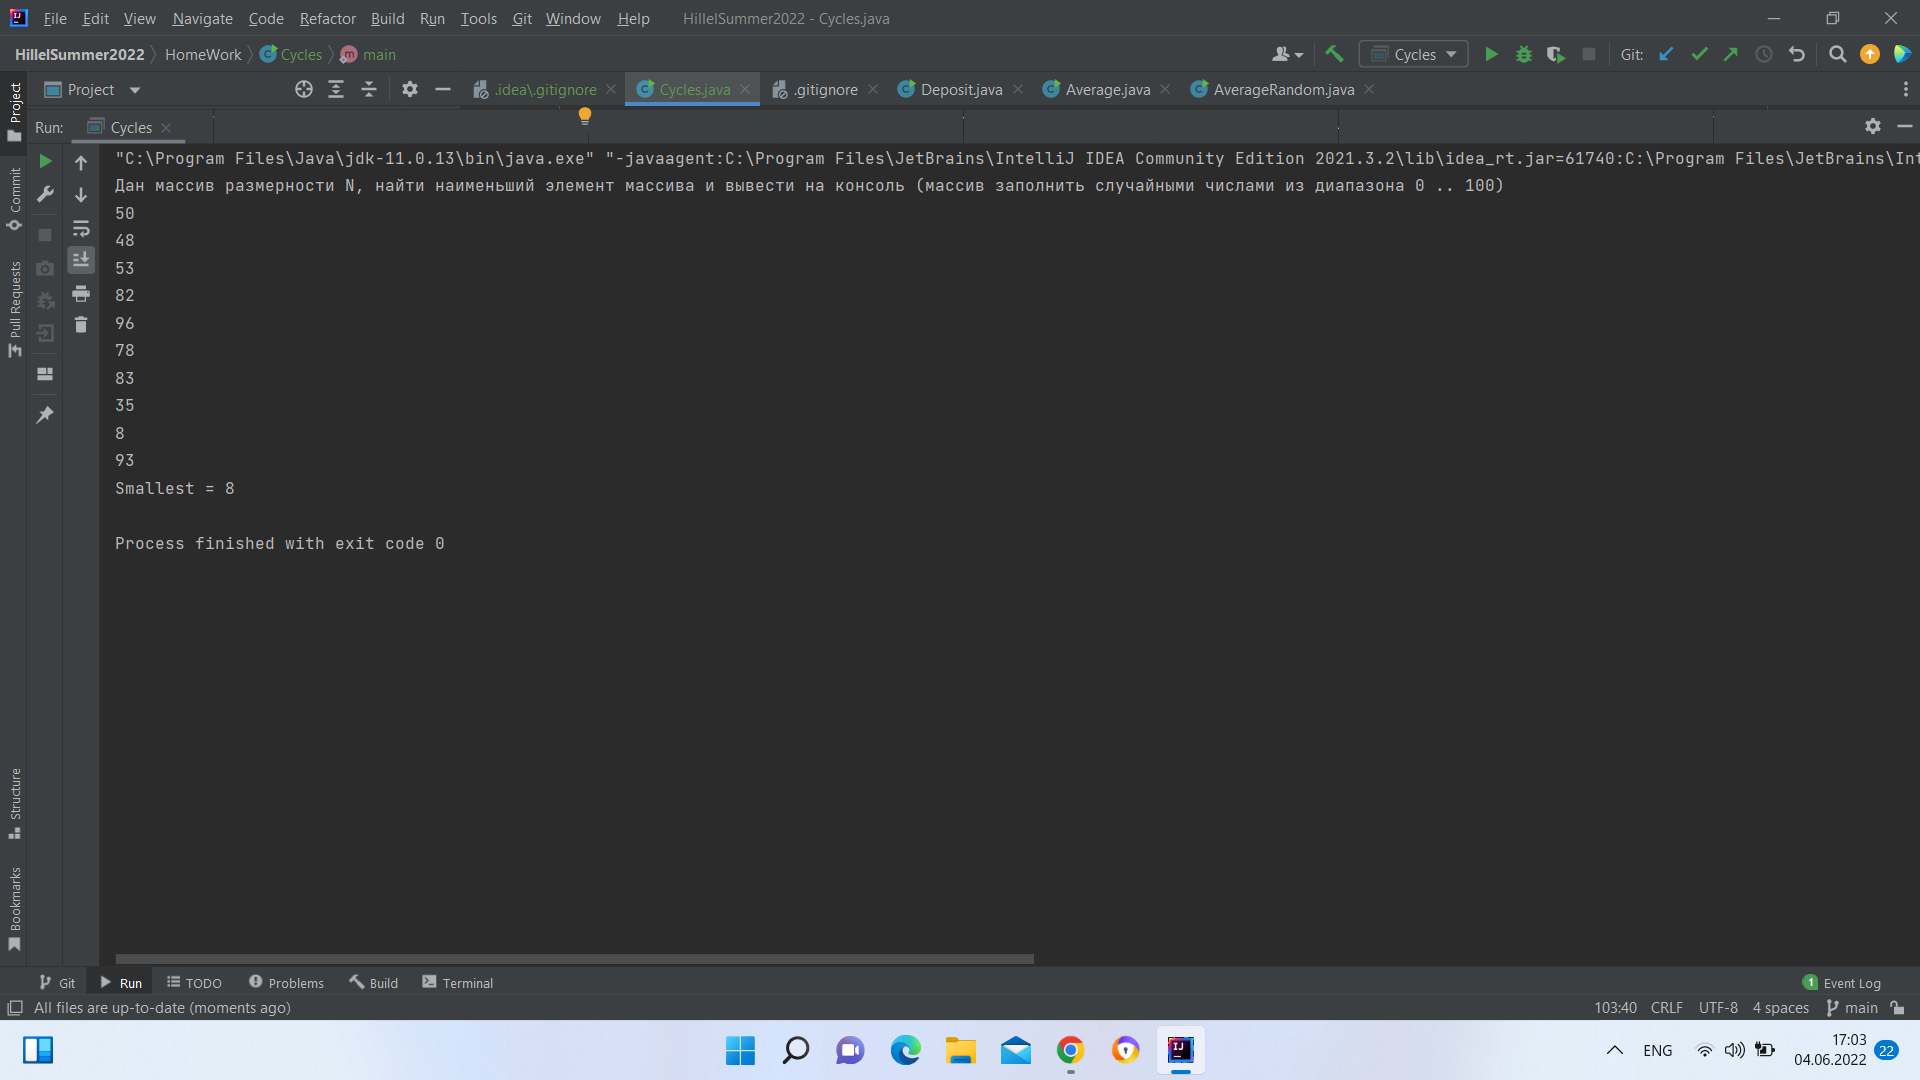 File Edit View Navigate Code Refactor Build Run Tools Git Window Help HillelSummer2022 - Cycles.java
HillelSummer2022 HomeWork Cycles main
Cycles
Git:
Project
.idea\.gitignore
Cycles.java
.gitignore
Deposit.java
Average.java
AverageRandom.java
Run: Cycles
"C:\Program Files\Java\jdk-11.0.13\bin\java.exe" "-javaagent:C:\Program Files\JetBrains\IntelliJ IDEA Community Edition 2021.3.2\lib\idea_rt.jar=61740:C:\Program Files\JetBrains\Int
Дан массив размерности N, найти наименьший элемент массива и вывести на консоль (массив заполнить случайными числами из диапазона 0 .. 100)
50
48
53
82
96
78
83
35
8
93
Smallest = 8
Process finished with exit code 0
Project
Commit
Pull Requests
Structure
Bookmarks
Git Run TODO Problems Build Terminal
1 Event Log
All files are up-to-date (moments ago)
103:40 CRLF UTF-8 4 spaces main
ENG
17:03
04.06.2022
22